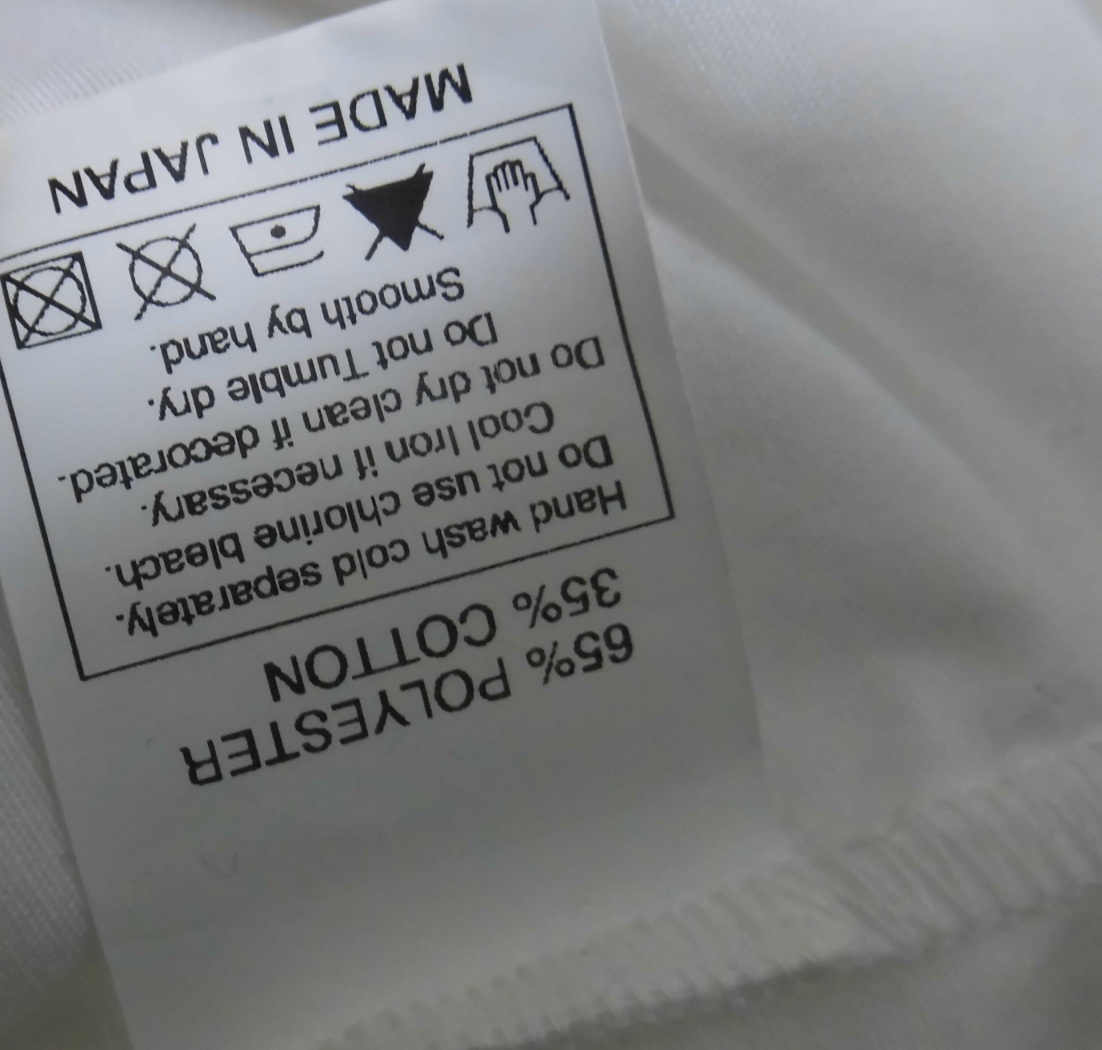 65% POLYESTER
35% COTTON
Hand wash cold separately.
Do not use chlorine bleach.
Cool Iron if necessary.
Do not dry clean if decorated.
Do not Tumble dry.
Smooth by hand.
MADE IN JAPAN